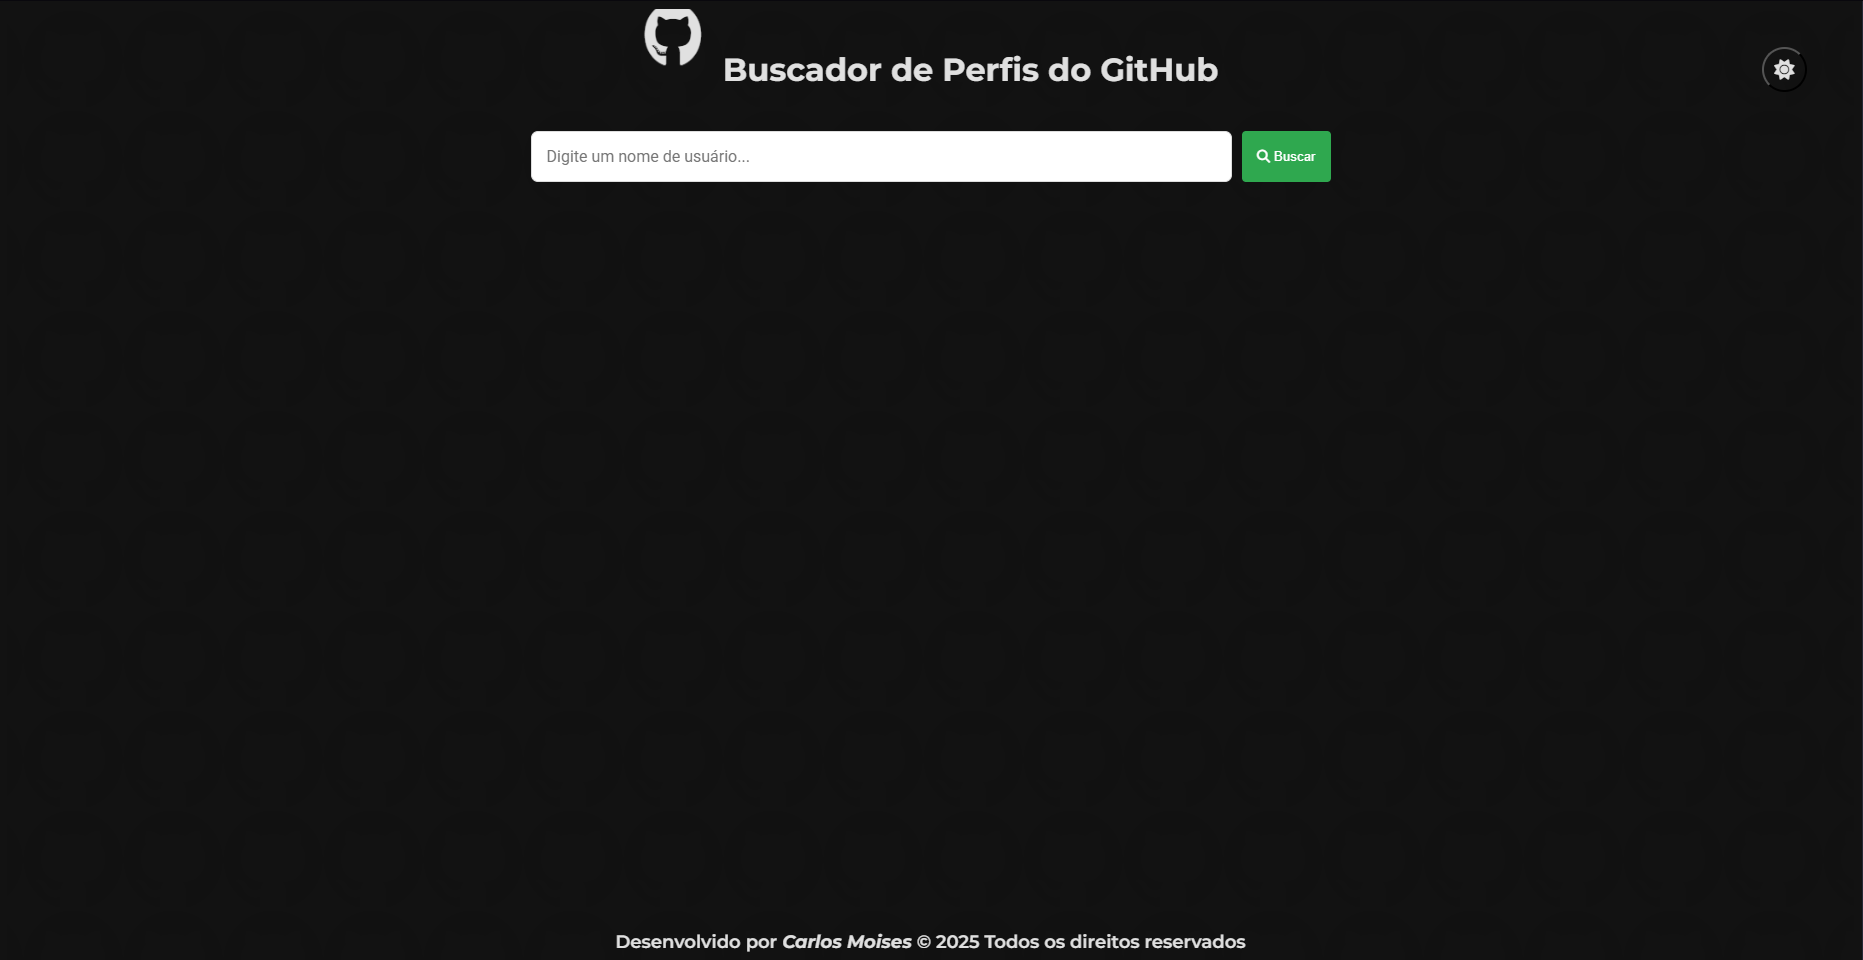 Buscador de Perfis do GitHub
Digite um nome de usuário...
Buscar
Desenvolvido por Carlos Moises © 2025 Todos os direitos reservados